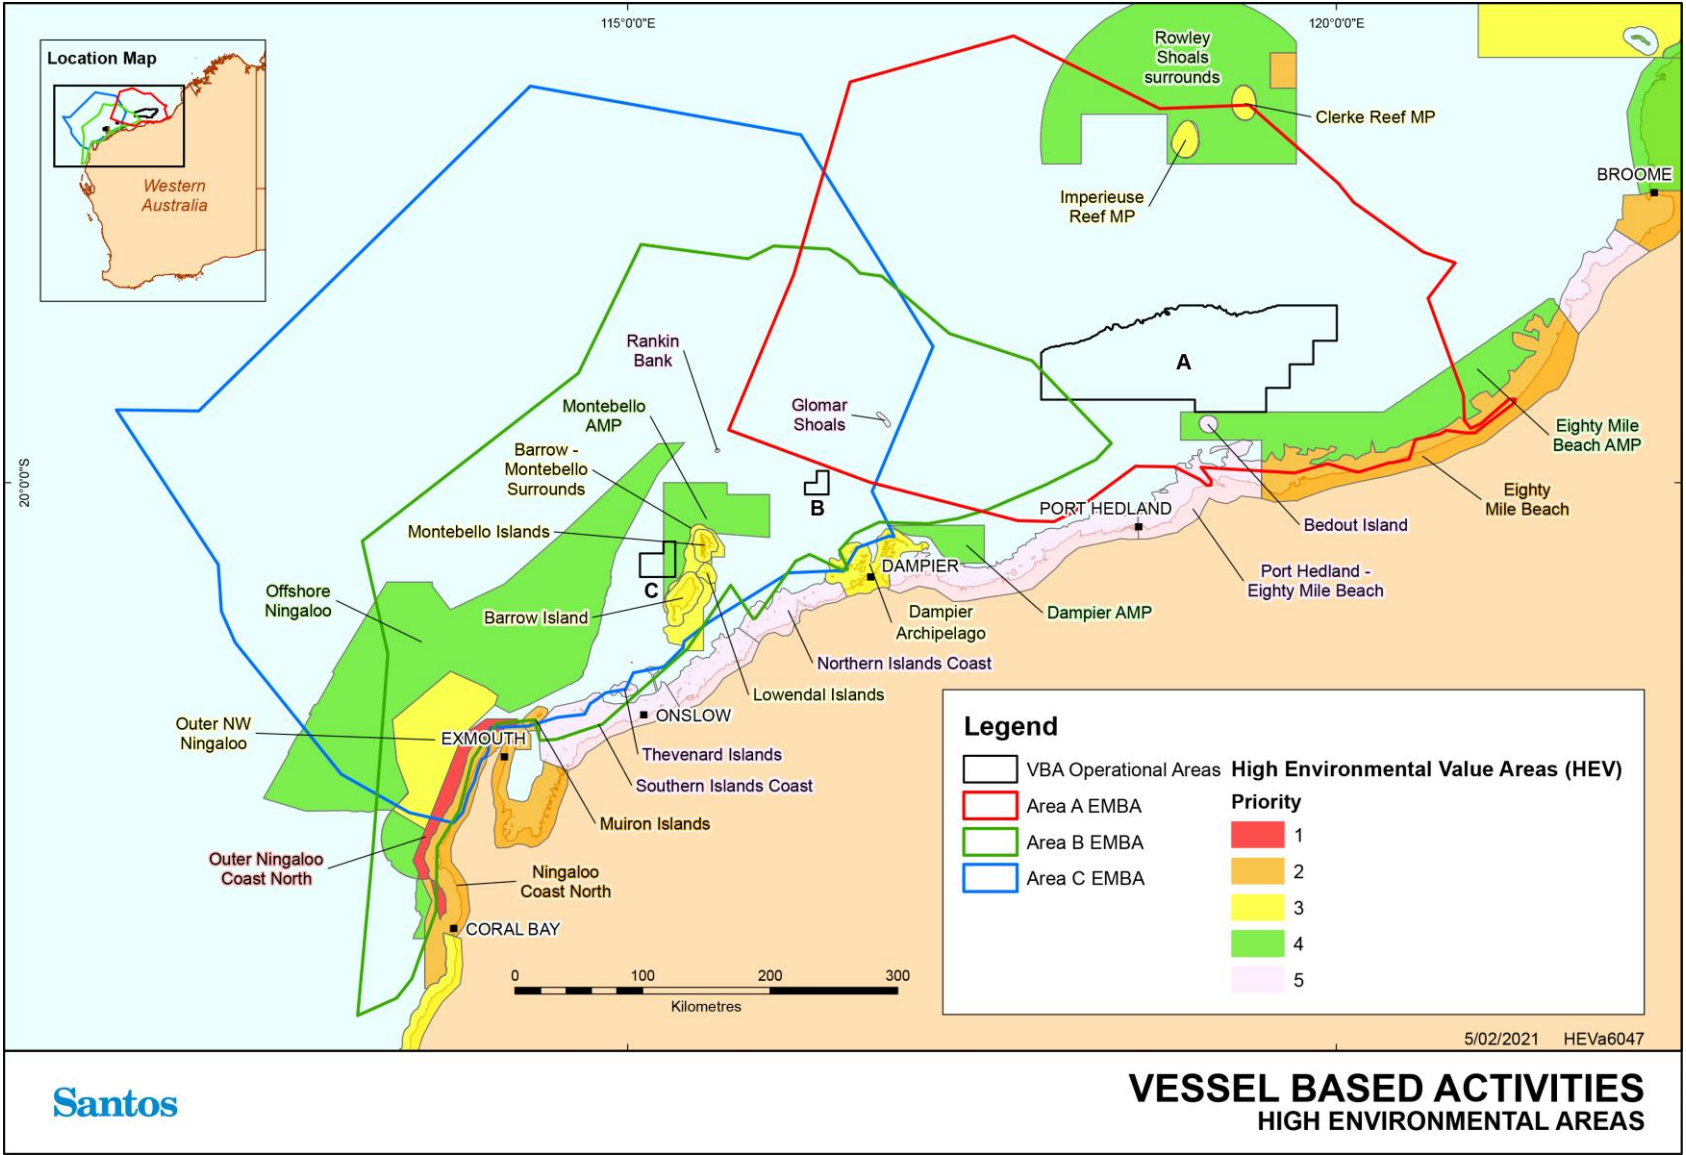 115°0'0"E
120°0'0"E
Location Map
Western
Australia
Rowley
Shoals
surrounds
Clerke Reef MP
Imperieuse
Reef MP
BROOME
A
Rankin
Bank
Glomar
Shoals
Montebello
AMP
Barrow -
Montebello
Surrounds
Montebello Islands
20°0'0"S
B
C
Eighty Mile
Beach AMP
Eighty
Mile Beach
PORT HEDLAND
Bedout Island
Port Hedland -
Eighty Mile Beach
DAMPIER
Dampier AMP
Dampier
Archipelago
Offshore
Ningaloo
Barrow Island
Northern Islands Coast
Lowendal Islands
ONSLOW
Outer NW
Ningaloo
EXMOUTH
Thevenard Islands
Southern Islands Coast
Muiron Islands
Outer Ningaloo
Coast North
Ningaloo
Coast North
CORAL BAY
0 100 200 300
Kilometres
Legend
VBA Operational Areas
Area A EMBA
Area B EMBA
Area C EMBA
High Environmental Value Areas (HEV)
Priority
1
2
3
4
5
5/02/2021 HEVa6047
Santos
VESSEL BASED ACTIVITIES
HIGH ENVIRONMENTAL AREAS